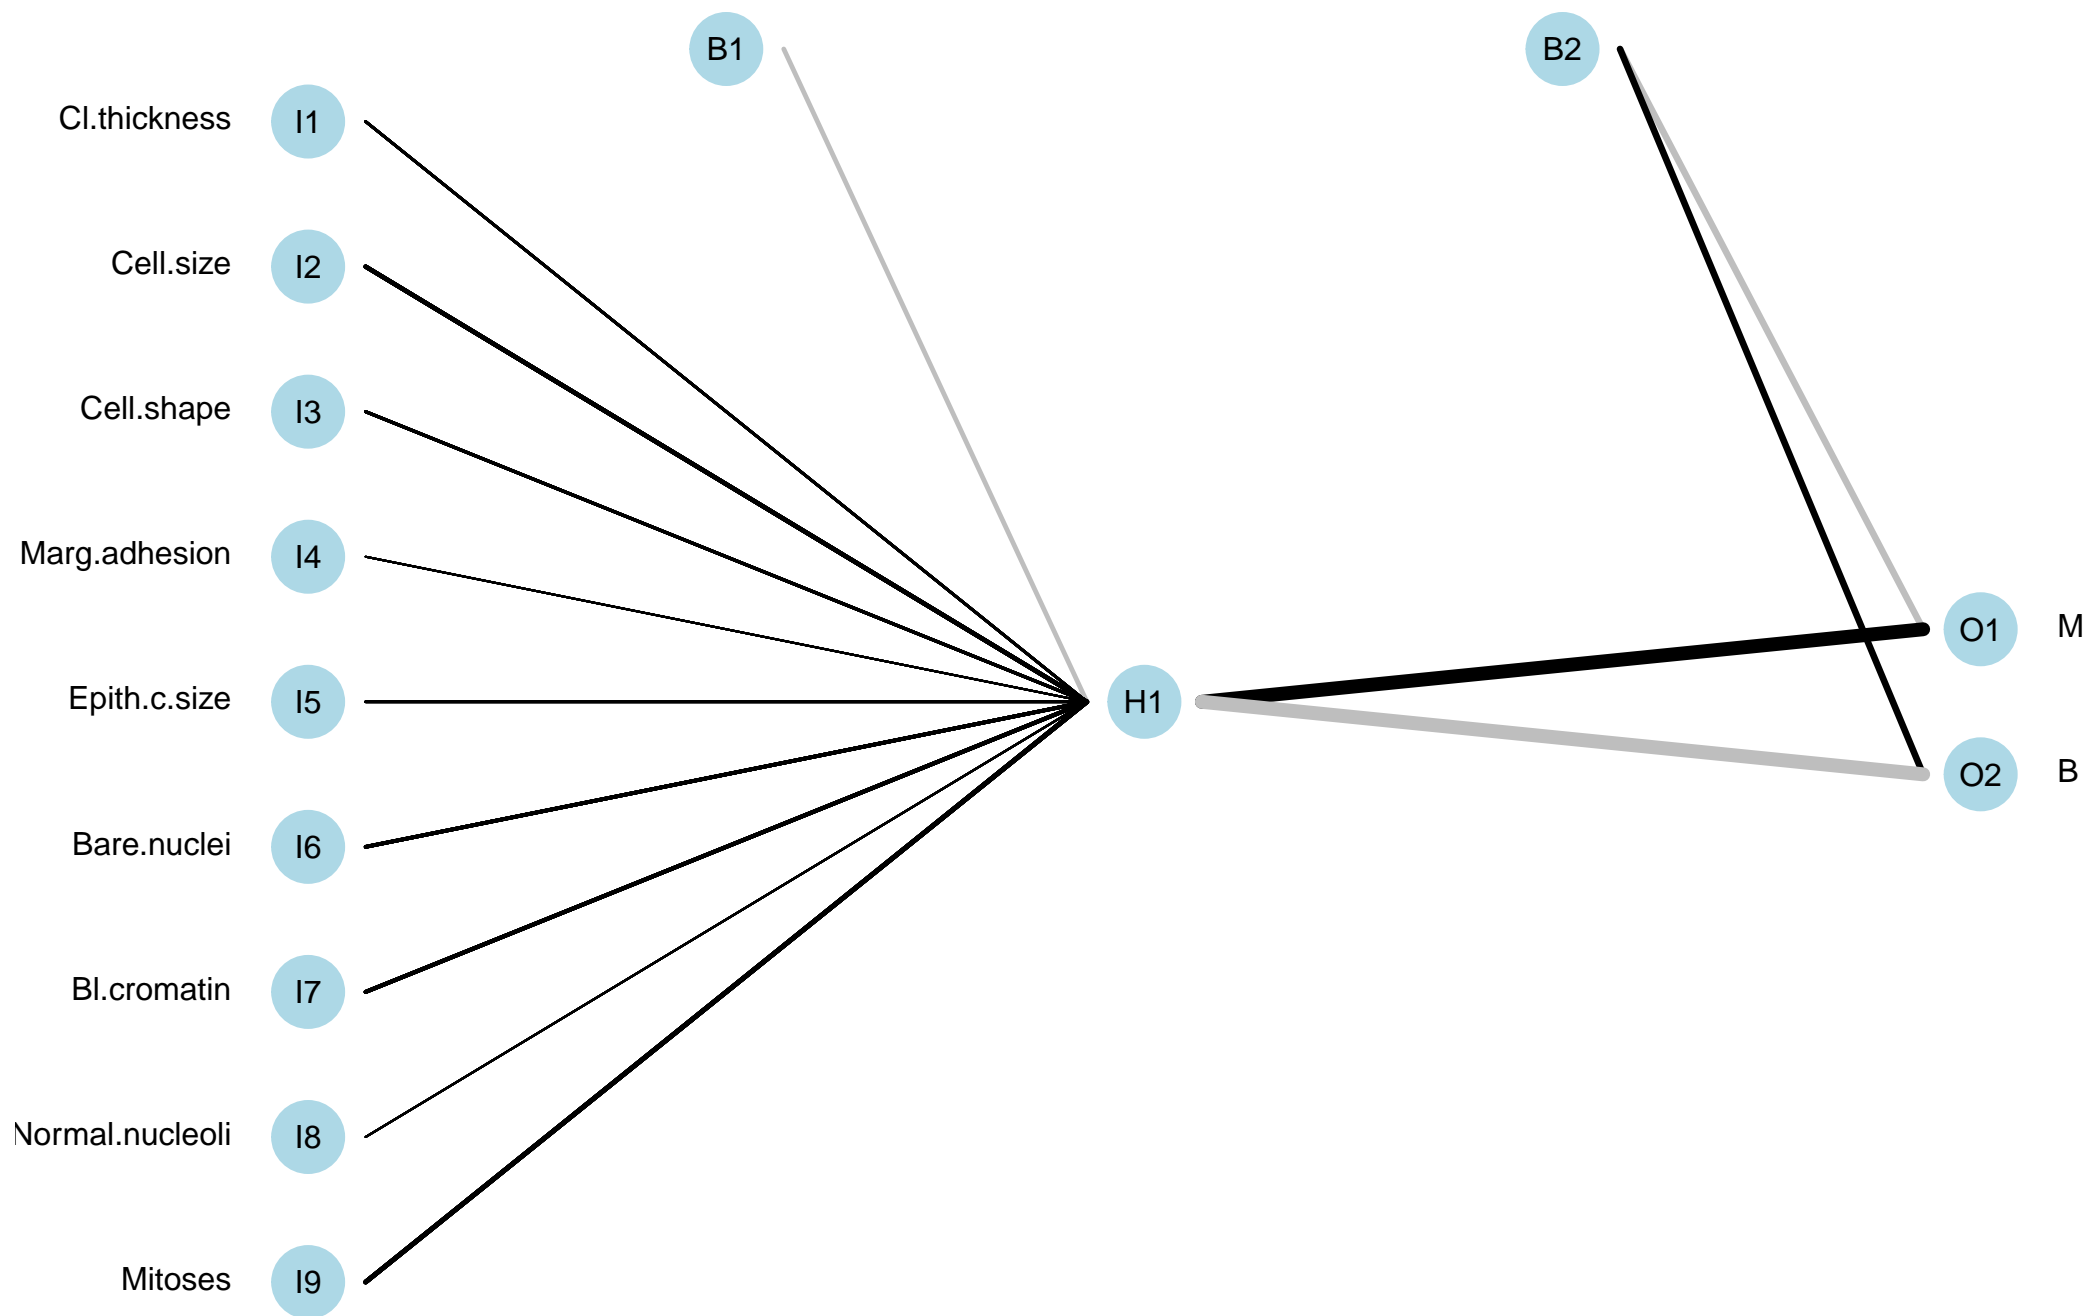 B1
B2
Cl.thickness I1
Cell.size I2
Cell.shape I3
Marg.adhesion I4
O1 M
Epith.c.size I5
H1
O2 B
Bare.nuclei I6
Bl.cromatin I7
Normal.nucleoli I8
Mitoses I9